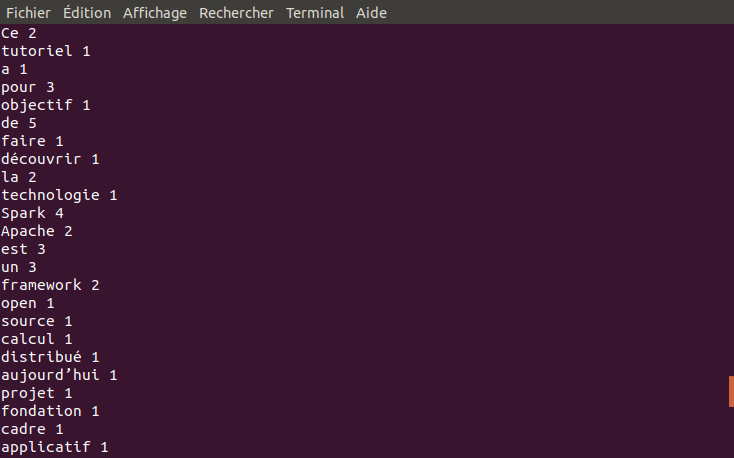 Fichier Édition Affichage Rechercher Terminal Aide
Ce 2
tutoriel 1
a 1
pour 3
objectif 1
de 5
faire 1
découvrir 1
la 2
technologie 1
Spark 4
Apache 2
est 3
un 3
framework 2
open 1
source 1
calcul 1
distribué 1
aujourd’hui 1
projet 1
fondation 1
cadre 1
applicatif 1